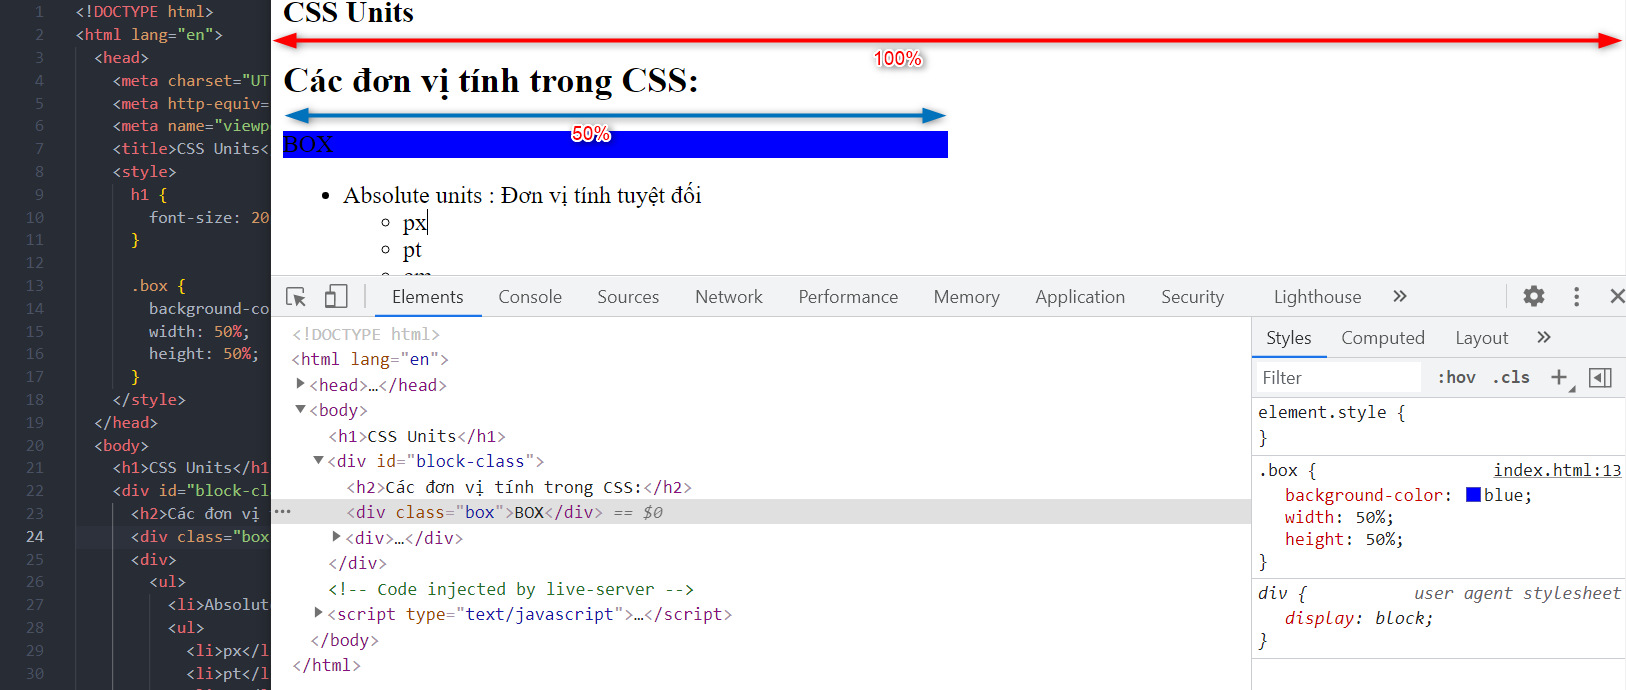 1 <!DOCTYPE html>
2 <html lang="en">
3 <head>
4 <meta charset="UT
5 <meta http-equiv=
6 <meta name="viewp
7 <title>CSS Units<
8 <style>
9 h1 {
10 font-size: 20
11 }
12
13 .box {
14 background-co
15 width: 50%;
16 height: 50%;
17 }
18 </style>
19 </head>
20 <body>
21 <h1>CSS Units</h1
22 <div id="block-cl
23 <h2>Các đơn vị
24 <div class="box
25 <div>
26 <ul>
27 <li>Absolut
28 <ul>
29 <li>px</l
30 <li>pt</l
CSS Units
100%
Các đơn vị tính trong CSS:
50%
BOX
• Absolute units : Đơn vị tính tuyệt đối
px
pt
Elements Console Sources Network Performance Memory Application Security Lighthouse »
<!DOCTYPE html>
<html lang="en">
<head>…</head>
<body>
<h1>CSS Units</h1>
<div id="block-class">
<h2>Các đơn vị tính trong CSS:</h2>
<div class="box">BOX</div> == $0
<div>…</div>
</div>
<!-- Code injected by live-server -->
<script type="text/javascript">…</script>
</body>
</html>
Styles Computed Layout »
Filter :hov .cls +
element.style {
}
.box { index.html:13
background-color: blue;
width: 50%;
height: 50%;
}
div { user agent stylesheet
display: block;
}